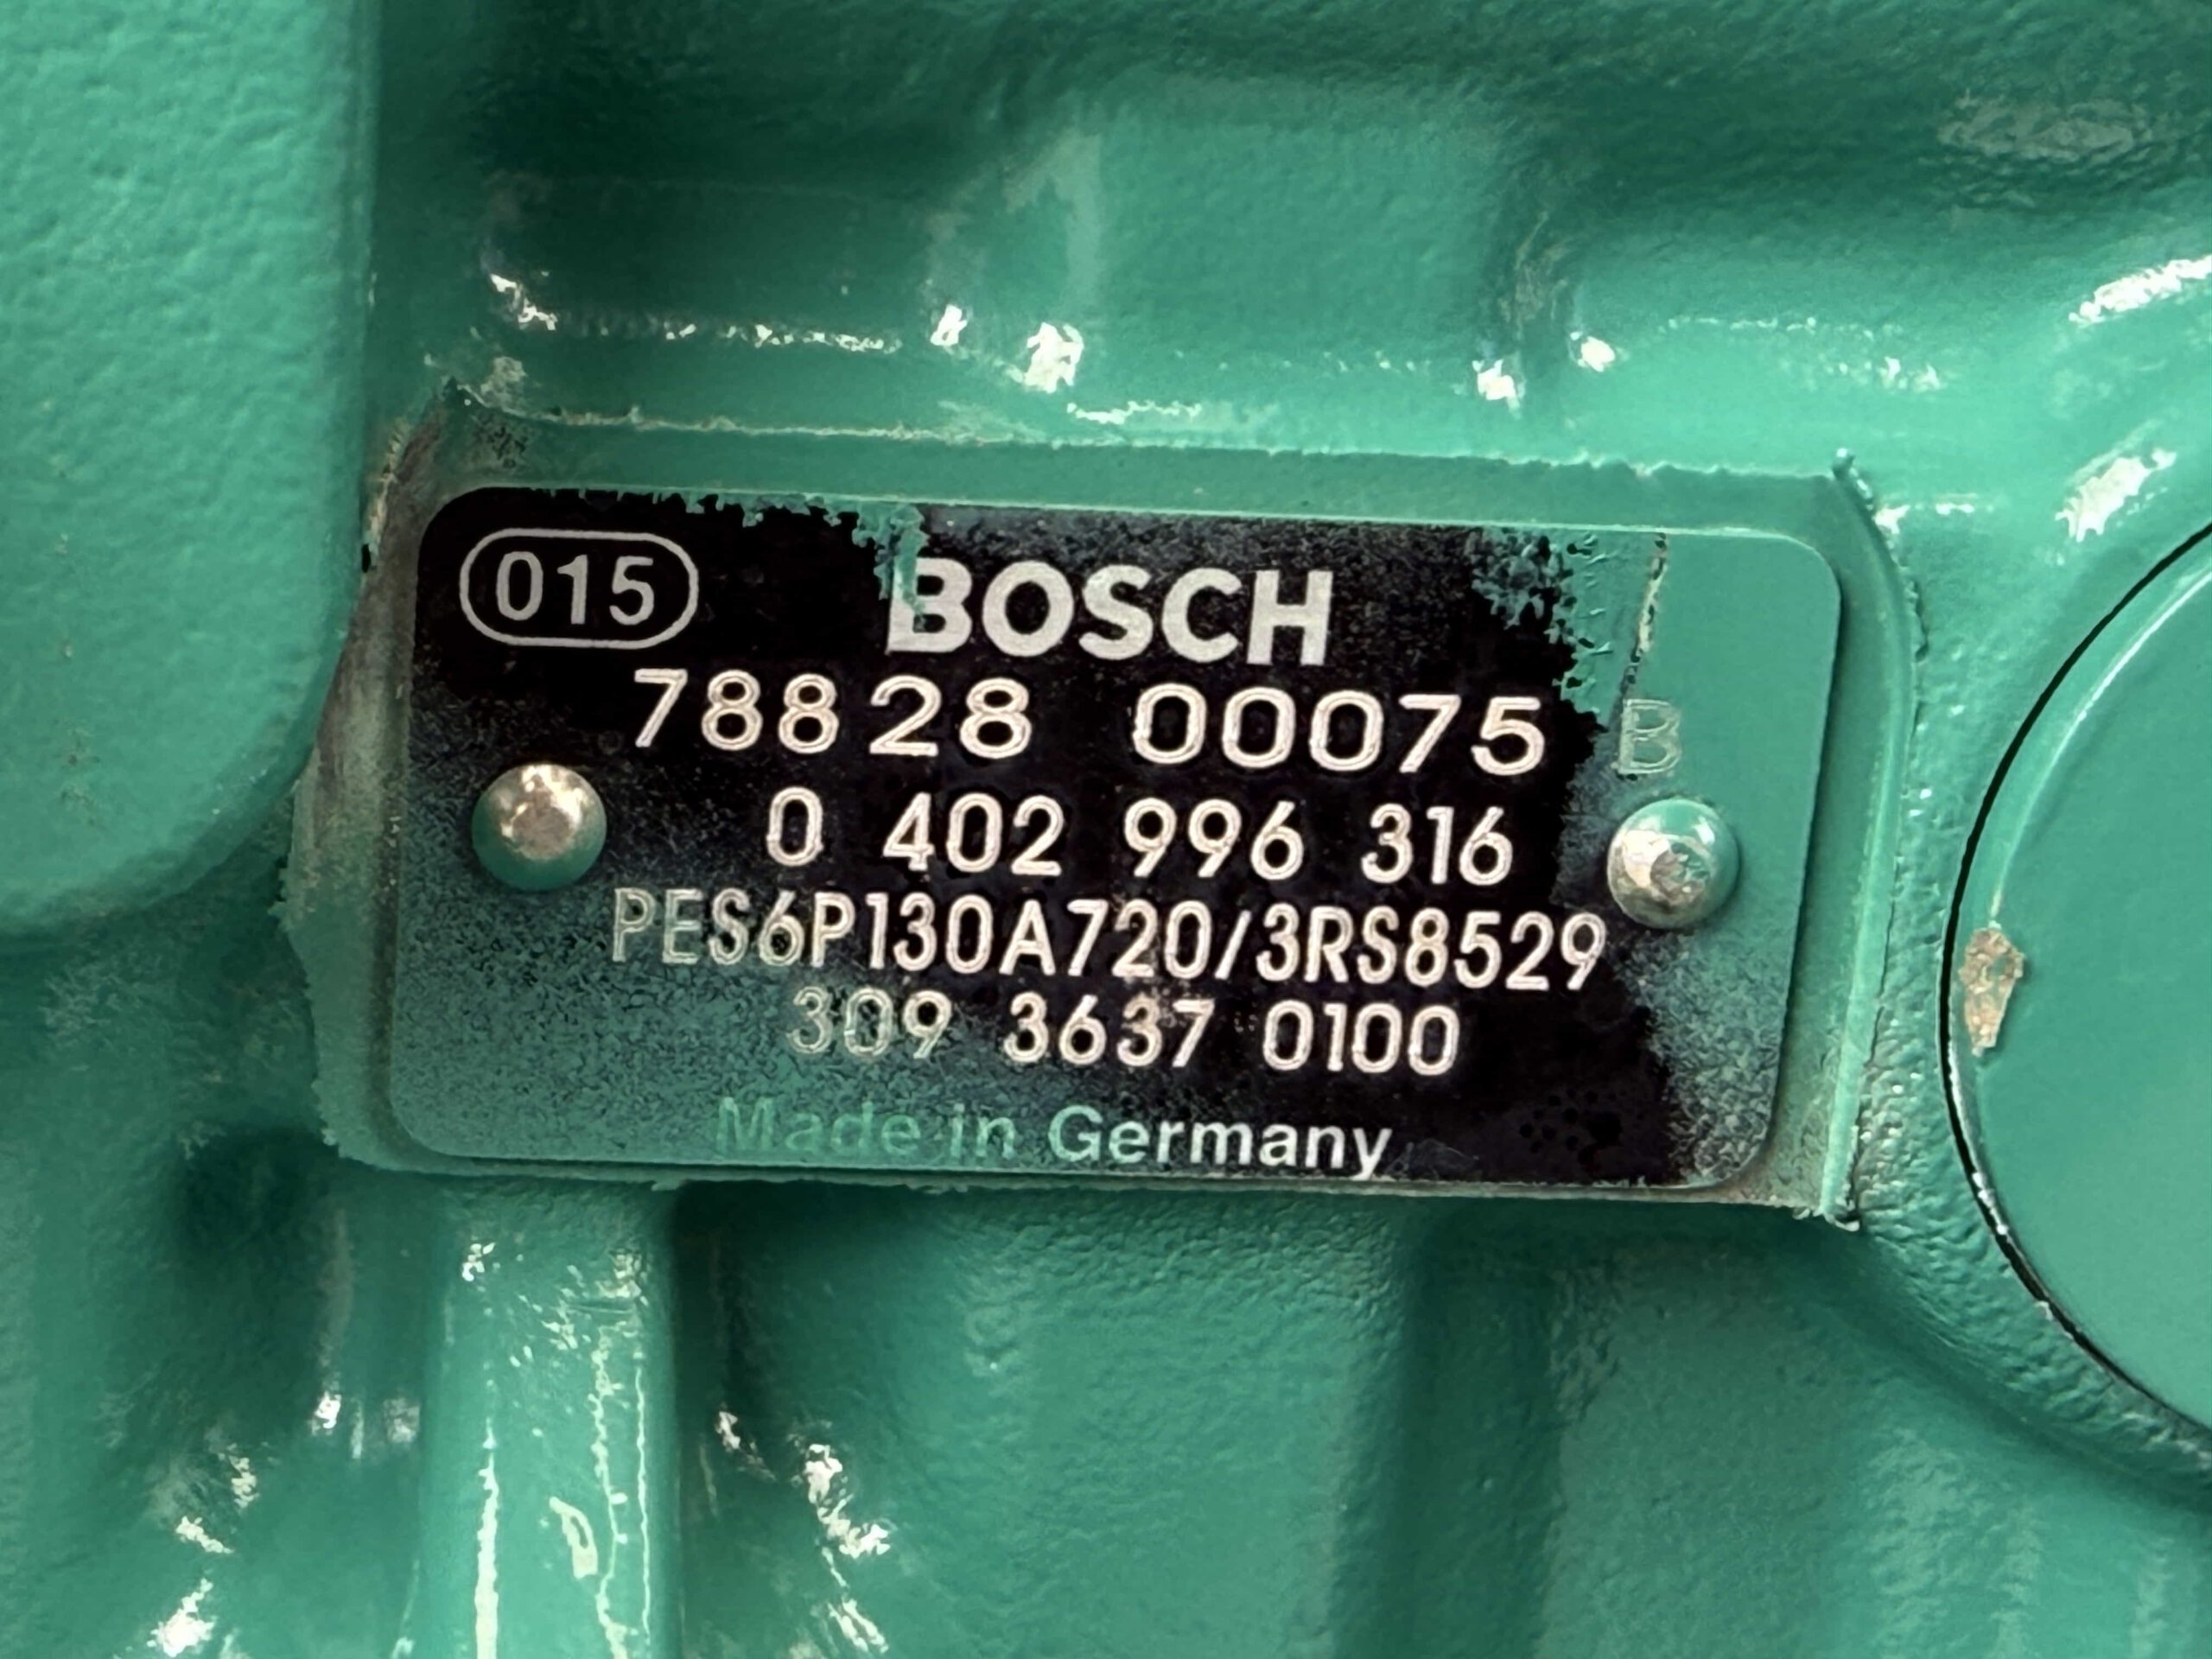 015 BOSCH
78828 00075 B
0 402 996 316
PES6P130A720/3RS8529
309 3637 0100
Made in Germany